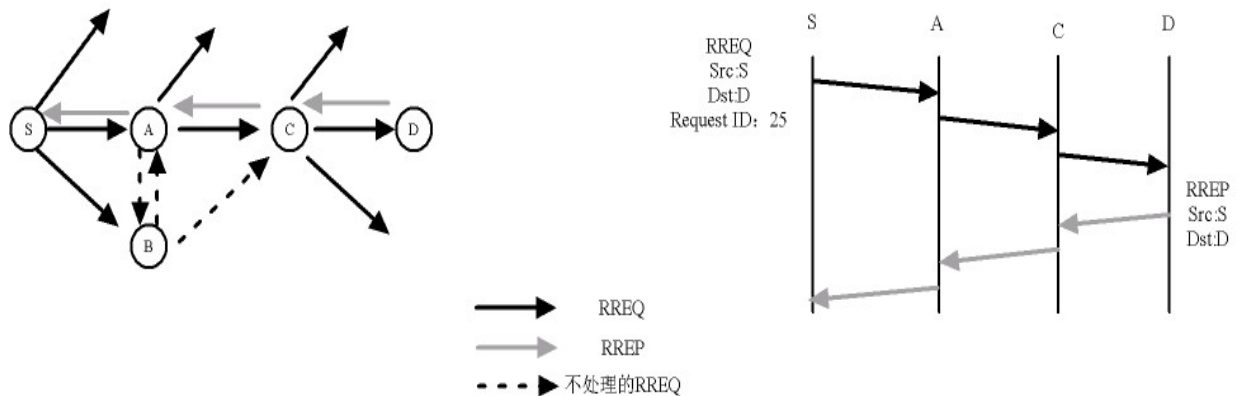 S
A
C
D
B
RREQ
RREP
不处理的RREQ
S
A
C
D
RREQ
Src:S
Dst:D
Request ID：25
RREP
Src:S
Dst:D